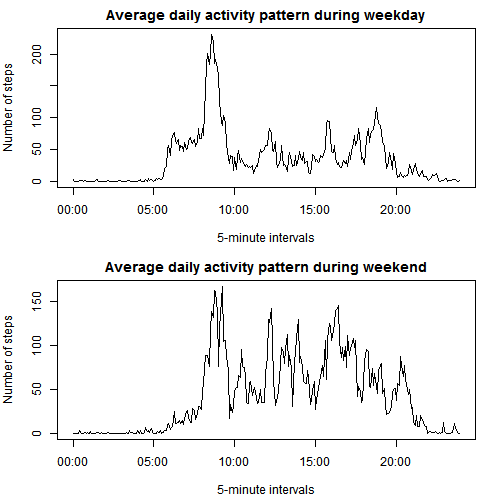 Average daily activity pattern during weekday
Number of steps
0
50
100
200
00:00 05:00 10:00 15:00 20:00
5-minute intervals
Average daily activity pattern during weekend
Number of steps
0
50
100
150
00:00 05:00 10:00 15:00 20:00
5-minute intervals